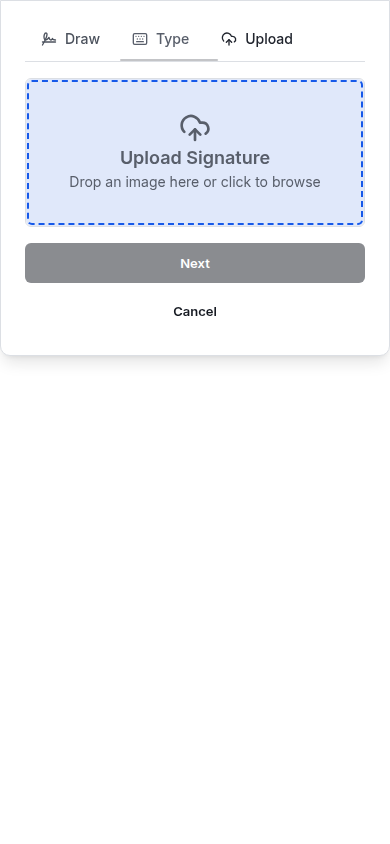 Draw
Type
Upload
Upload Signature
Drop an image here or click to browse
Next
Cancel